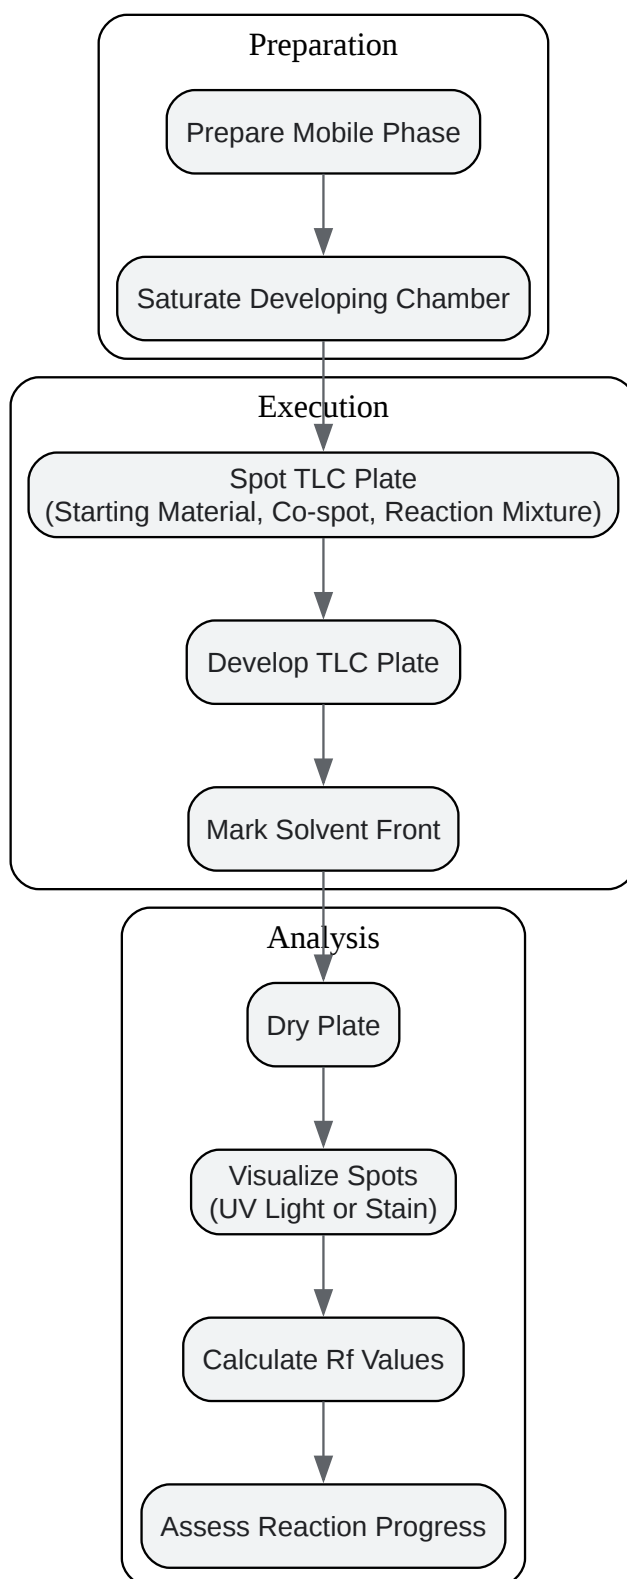 Preparation
Prepare Mobile Phase
Saturate Developing Chamber
Execution
Spot TLC Plate
(Starting Material, Co-spot, Reaction Mixture)
Develop TLC Plate
Mark Solvent Front
Analysis
Dry Plate
Visualize Spots
(UV Light or Stain)
Calculate Rf Values
Assess Reaction Progress